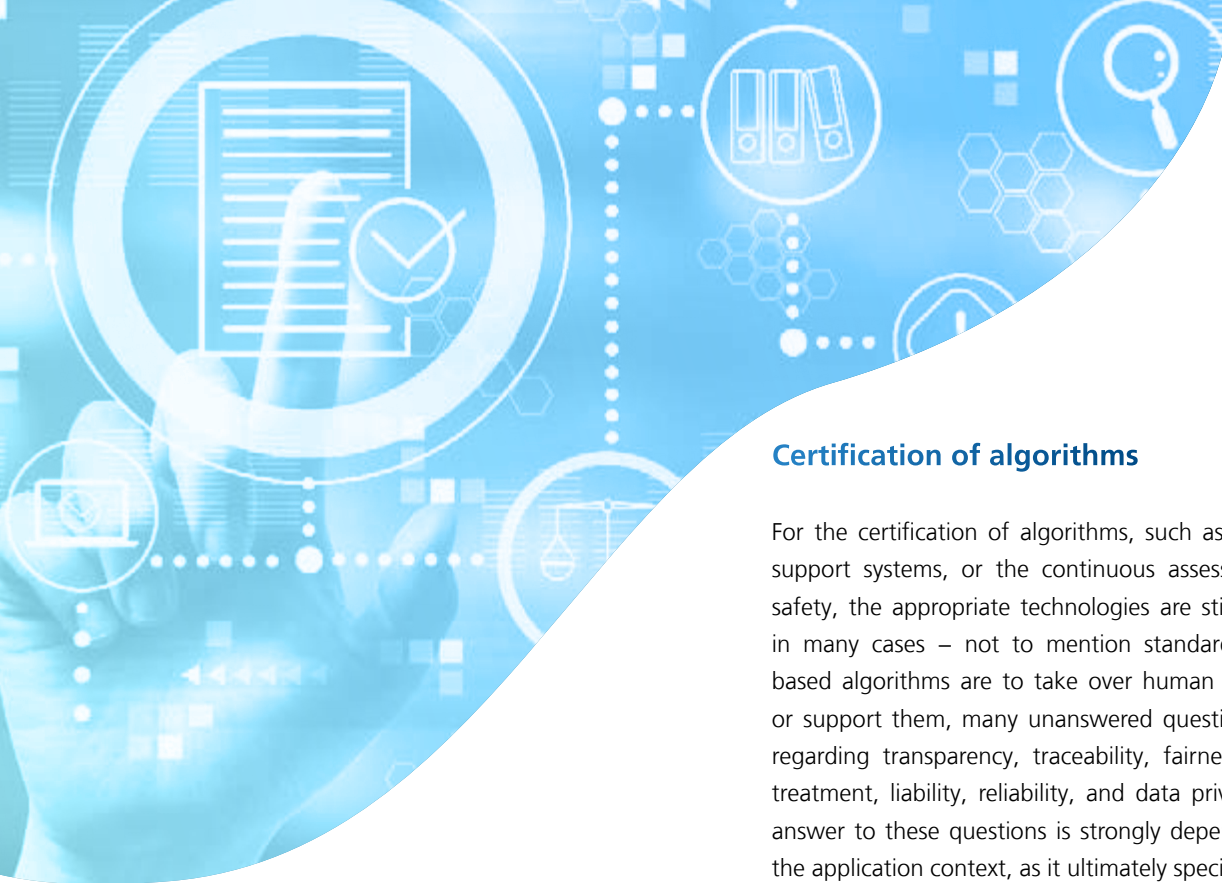 Certification of algorithms
For the certification of algorithms, such as
support systems, or the continuous
safety, the appropriate technologies are
in many cases – not to mention
based algorithms are to take over human
or support them, many unanswered
regarding transparency, traceability,
treatment, liability, reliability, and data
answer to these questions is strongly
the application context, as it ultimately